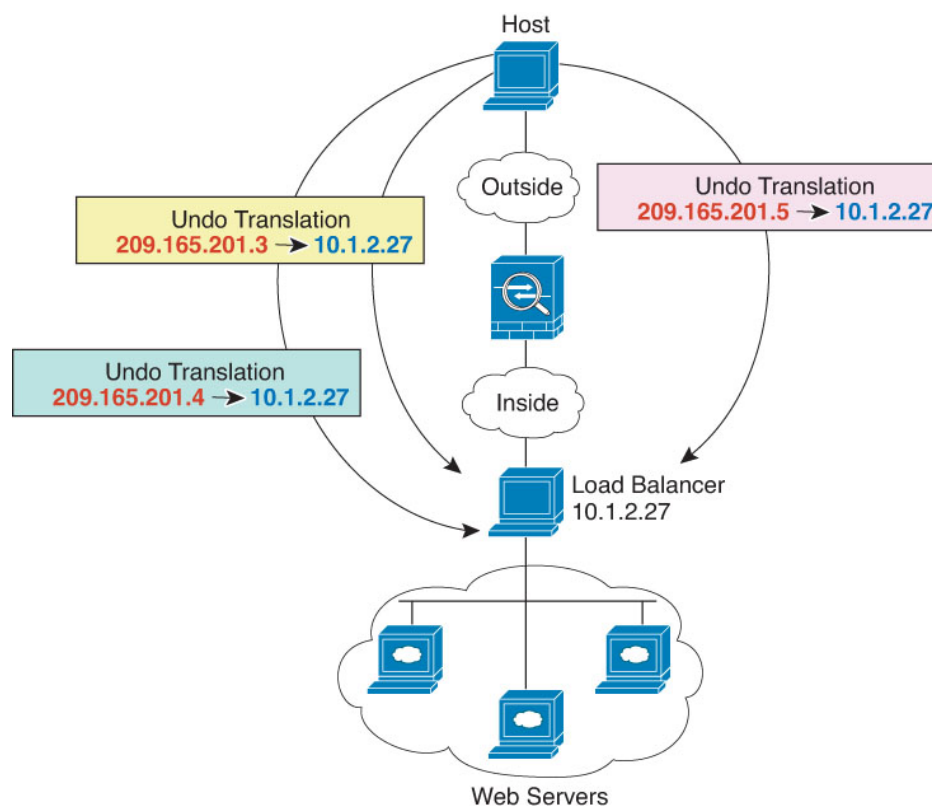 Host
Outside
Undo Translation
209.165.201.5 → 10.1.2.27
Undo Translation
209.165.201.3 → 10.1.2.27
Undo Translation
209.165.201.4 → 10.1.2.27
Inside
Load Balancer
10.1.2.27
Web Servers